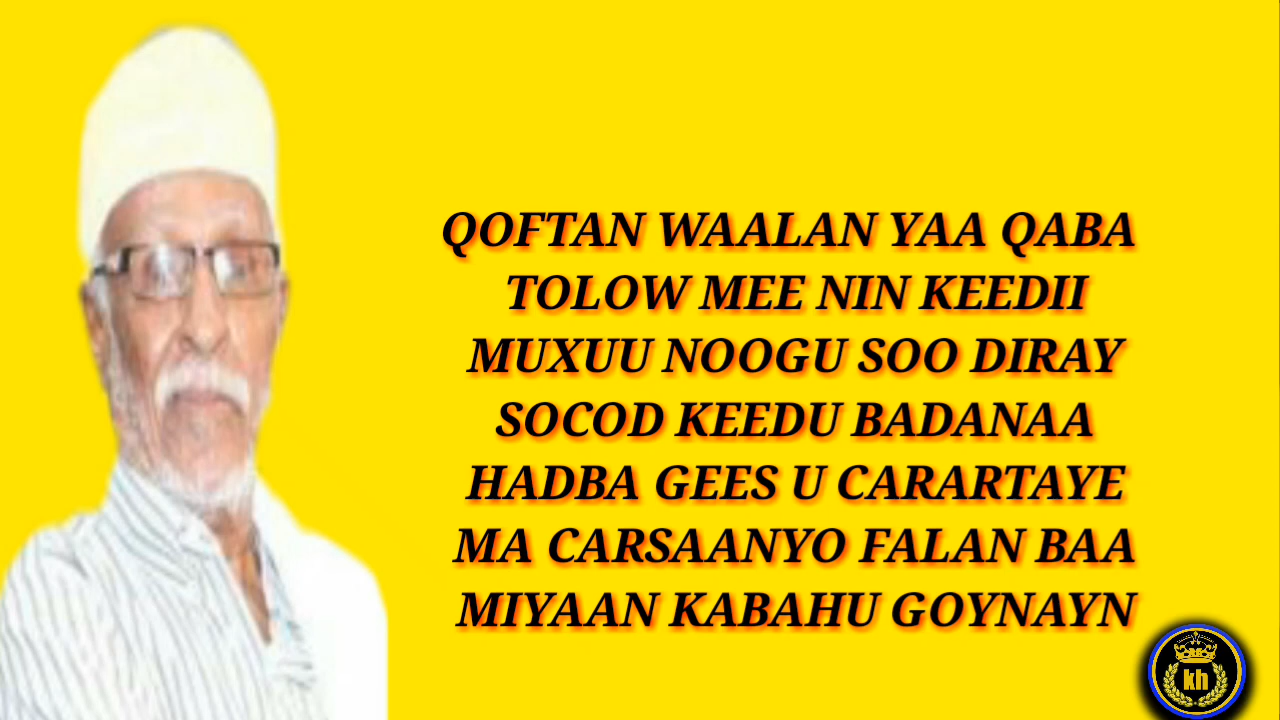 QOFTAN WAALAN YAA QABA
TOLOW MEE NIN KEEDII
MUXUU NOOGU SOO DIRAY
SOCOD KEEDU BADANAA
HADBA GEES U CARARTAYE
MA CARSAANYO FALAN BAA
MIYAAN KABAHU GOYNAYN
kh